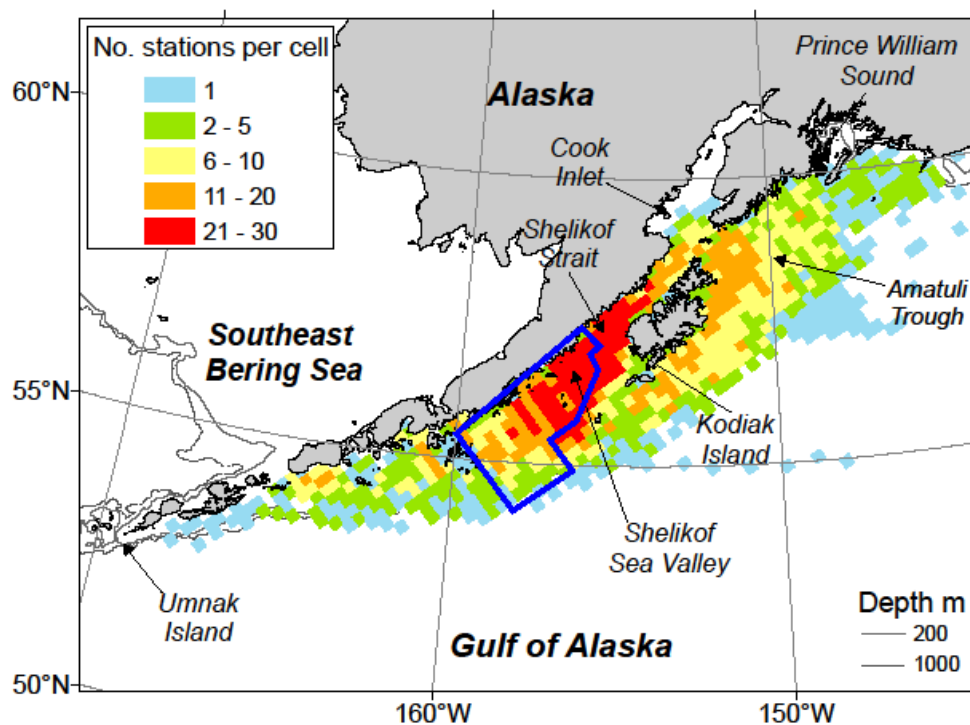 No. stations per cell
1
2 - 5
6 - 10
11 - 20
21 - 30
Prince William
Sound
60°N
Alaska
Cook
Inlet
Shelikof
Strait
Amatuli
Trough
Southeast
Bering Sea
55°N
Kodiak
Island
Shelikof
Sea Valley
Umnak
Island
Depth m
200
1000
Gulf of Alaska
50°N
160°W
150°W